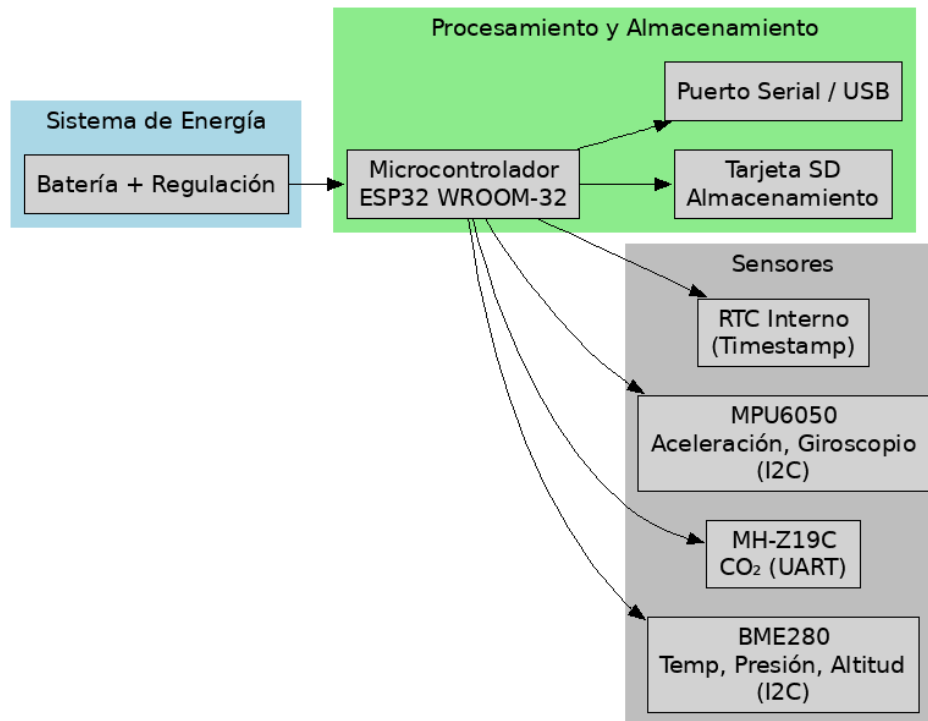 Procesamiento y Almacenamiento
Puerto Serial / USB
Sistema de Energía
Batería + Regulación
Microcontrolador
ESP32 WROOM-32
Tarjeta SD
Almacenamiento
Sensores
RTC Interno
(Timestamp)
MPU6050
Aceleración, Giroscopio
(I2C)
MH-Z19C
CO₂ (UART)
BME280
Temp, Presión, Altitud
(I2C)